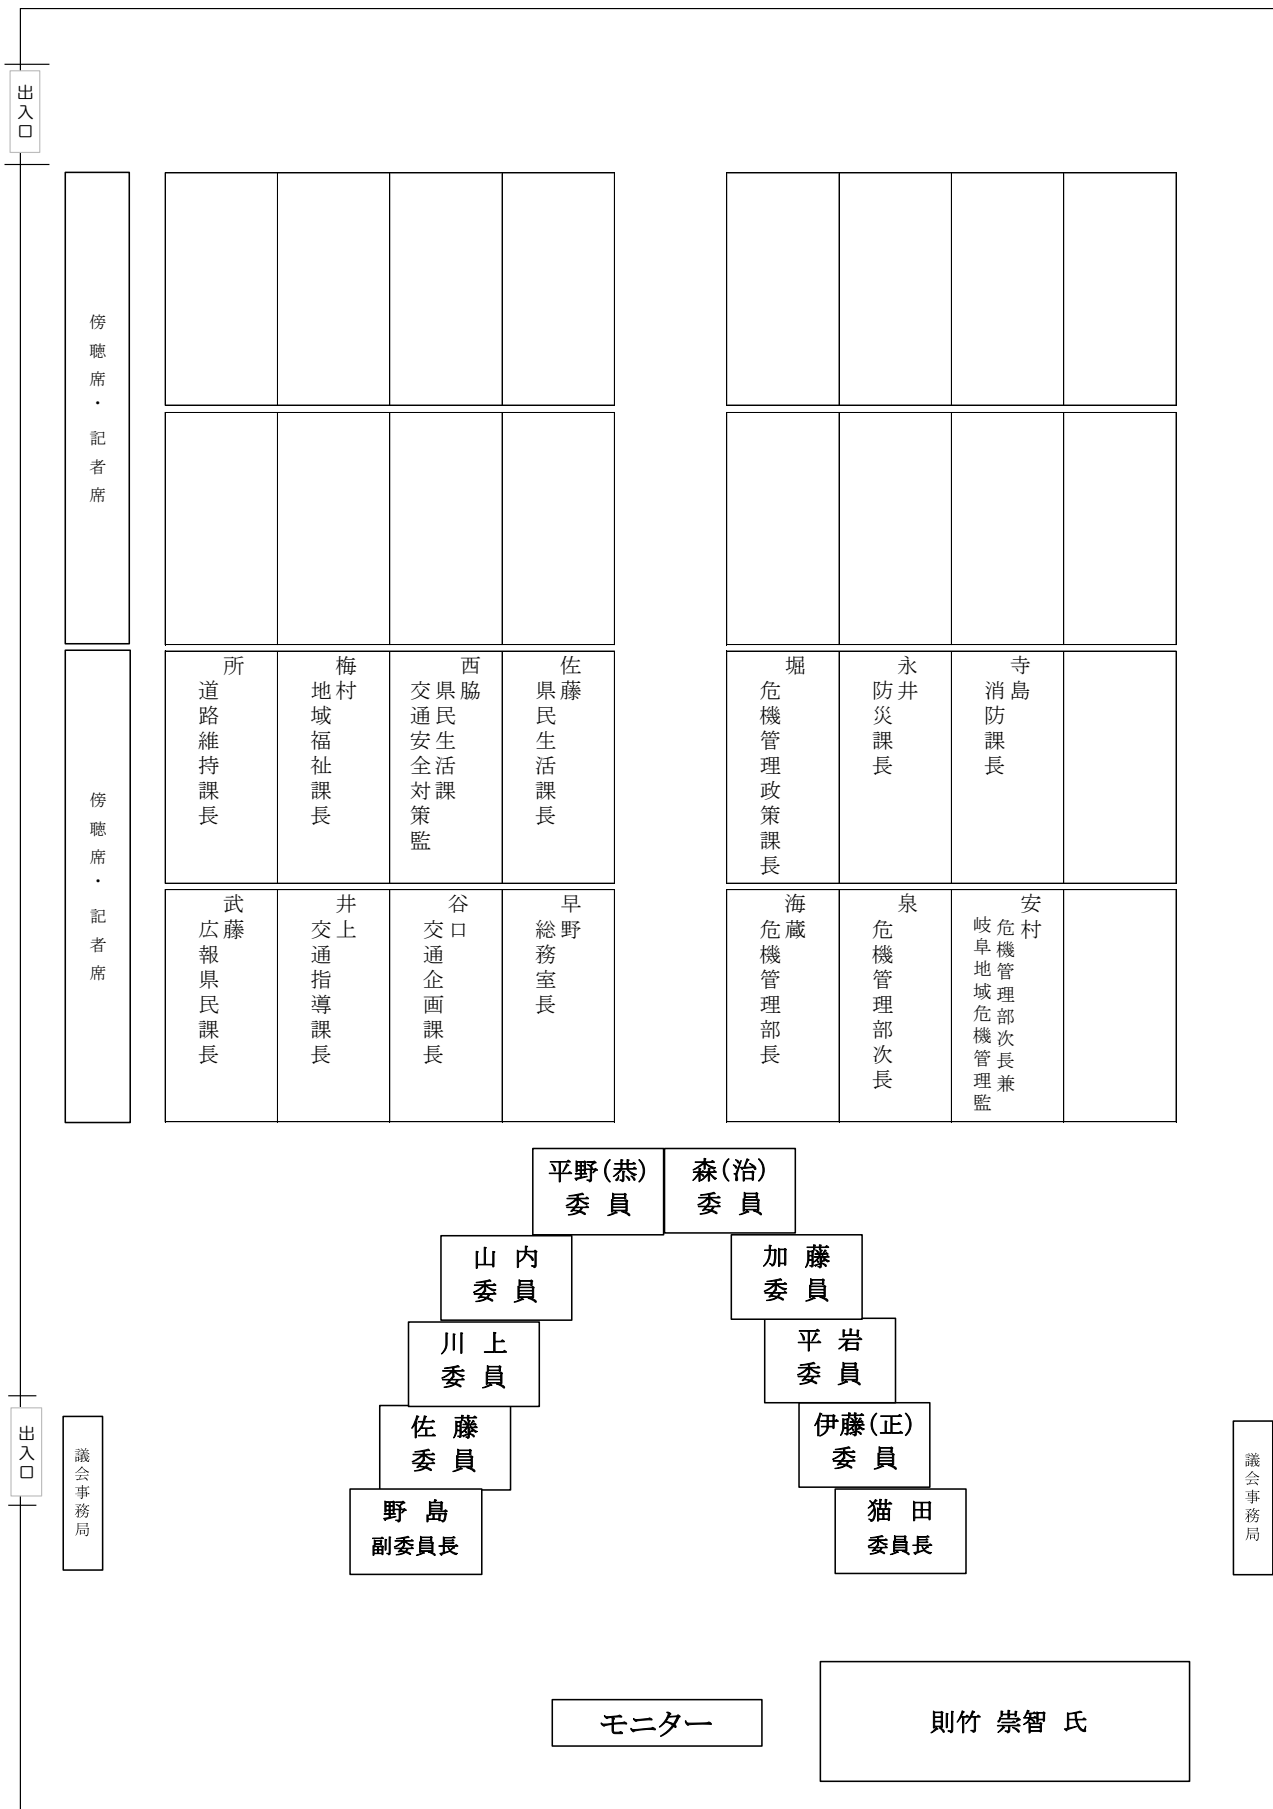 出入口
傍聴席・記者席
所
道路維持課長
梅村
地域福祉課長
西脇
県民生活課
交通安全対策監
佐藤
県民生活課長
堀
危機管理政策課長
永井
防災課長
寺島
消防課長
傍聴席・記者席
武藤
広報県民課長
井上
交通指導課長
谷口
交通企画課長
早野
総務室長
海蔵
危機管理部長
泉
危機管理部次長
安村
危機管理部次長兼
岐阜地域危機管理監
平野(恭)
委員
森(治)
委員
山内
委員
加藤
委員
川上
委員
平岩
委員
佐藤
委員
伊藤(正)
委員
野島
副委員長
猫田
委員長
出入口
議会事務局
議会事務局
モニター
則竹 崇智 氏